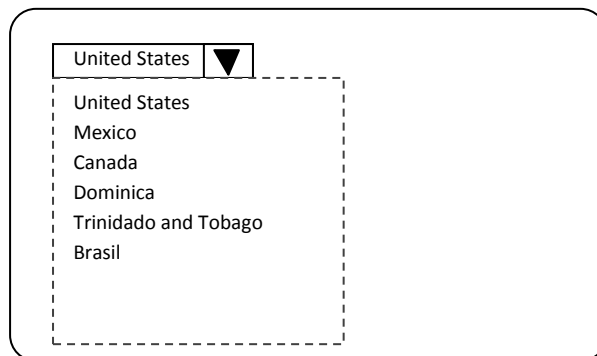 United States
United States
Mexico
Canada
Dominica
Trinidado and Tobago
Brasil